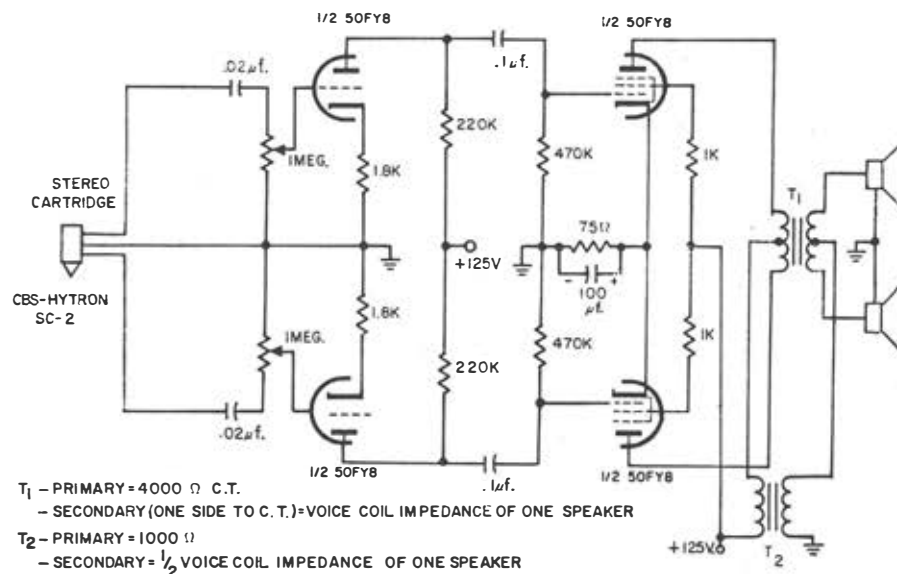 1/2 50FY8
1/2 50FY8
.02µf.
.1µf.
220K
1MEG.
470K
1K
1.8K
STEREO
CARTRIDGE
T1
75Ω
+125V
- +
100
µf.
CBS-HYTRON
SC-2
1.8K
1MEG.
470K
1K
220K
.02µf.
1/2 50FY8
.1µf.
1/2 50FY8
T1 – PRIMARY = 4000 Ω C.T.
– SECONDARY (ONE SIDE TO C.T.) = VOICE COIL IMPEDANCE OF ONE SPEAKER
T2 – PRIMARY = 1000 Ω
– SECONDARY = 1/2 VOICE COIL IMPEDANCE OF ONE SPEAKER
+125V.
T2